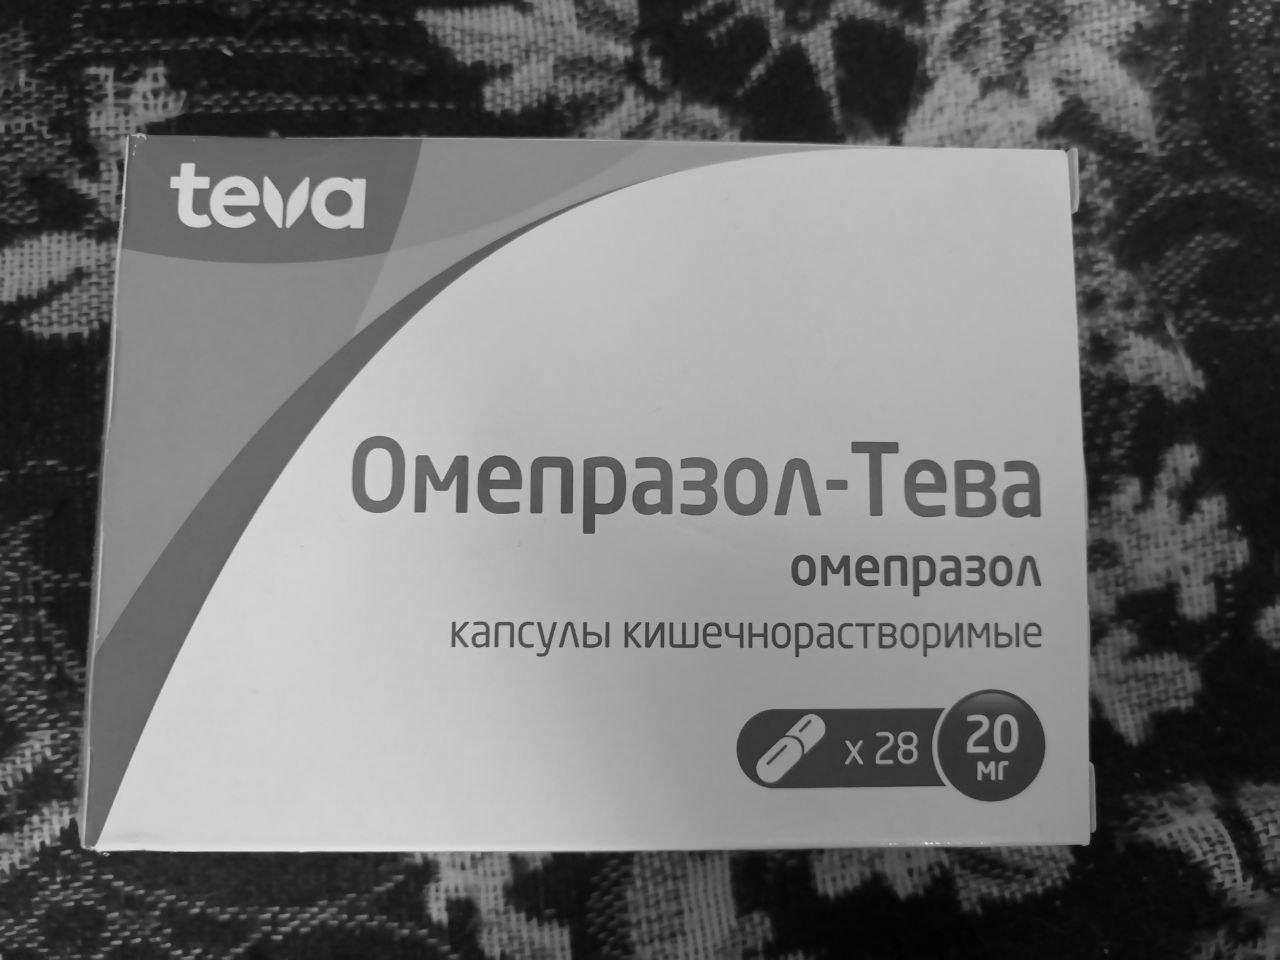 teva
Омепразол-Тева
омепразол
капсулы кишечнорастворимые
x 28
20
мг